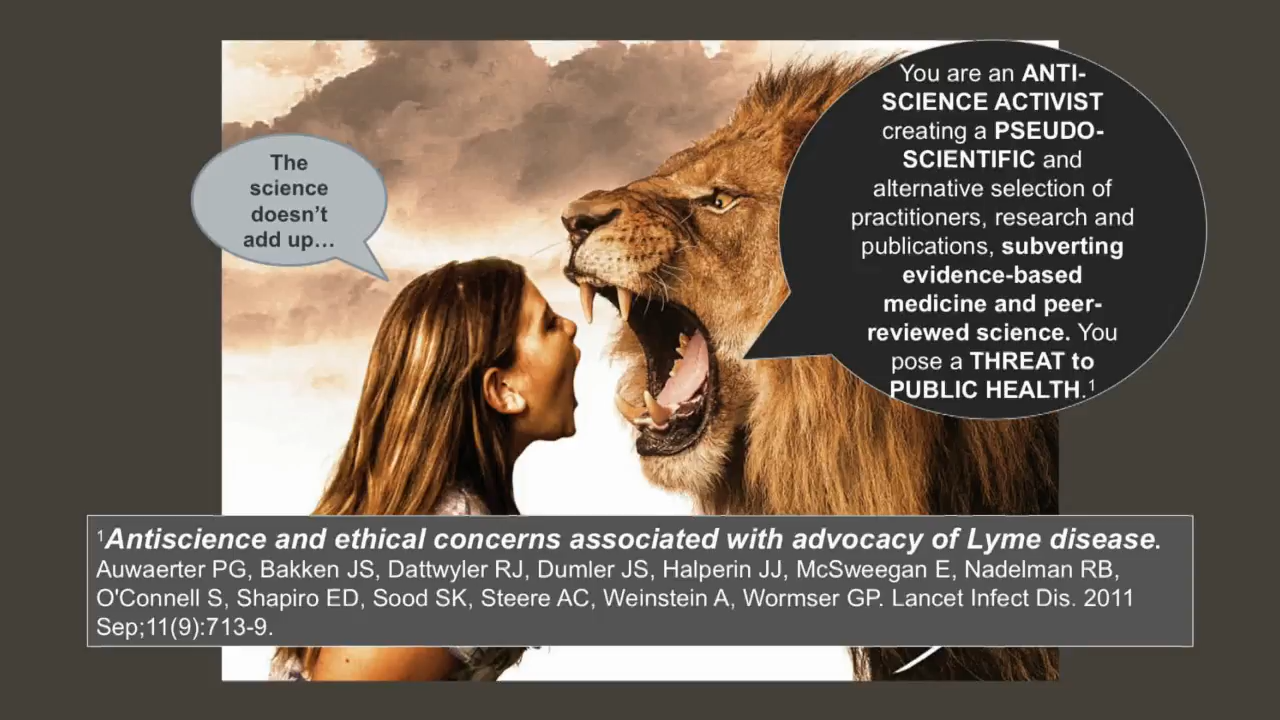 The
science
doesn’t
add up…
You are an ANTI-
SCIENCE ACTIVIST
creating a PSEUDO-
SCIENTIFIC and
alternative selection of
practitioners, research and
publications, subverting
evidence-based
medicine and peer-
reviewed science. You
pose a THREAT to
PUBLIC HEALTH.¹
¹Antiscience and ethical concerns associated with advocacy of Lyme disease.
Auwaerter PG, Bakken JS, Dattwyler RJ, Dumler JS, Halperin JJ, McSweegan E, Nadelman RB,
O'Connell S, Shapiro ED, Sood SK, Steere AC, Weinstein A, Wormser GP. Lancet Infect Dis. 2011
Sep;11(9):713-9.